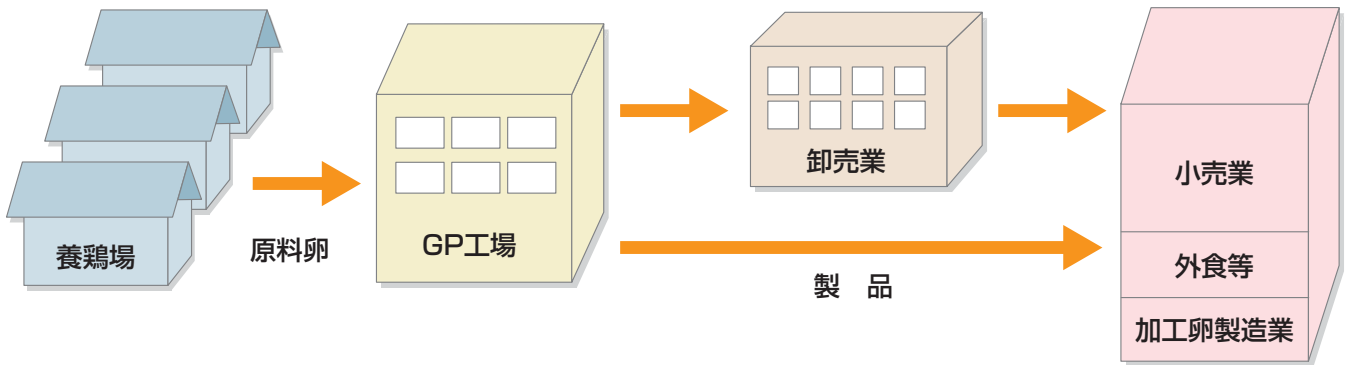 養鶏場
原料卵
GP工場
卸売業
製　品
小売業
外食等
加工卵製造業